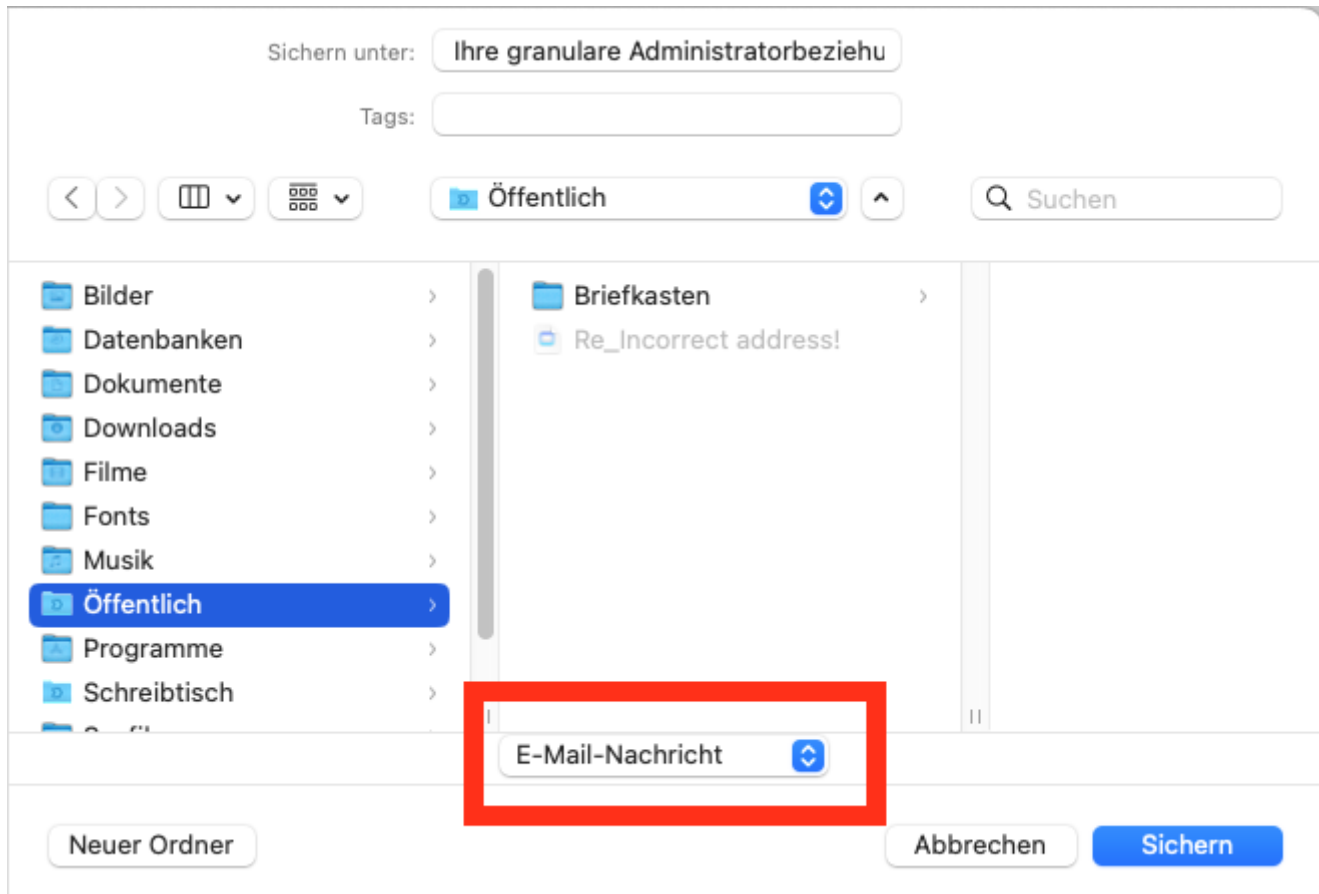 Sichern unter: Ihre granulare Administratorbeziehu
Tags:
Öffentlich
Suchen
Bilder
Datenbanken
Dokumente
Downloads
Filme
Fonts
Musik
Öffentlich
Programme
Schreibtisch
Briefkasten
Re_Incorrect address!
E-Mail-Nachricht
Neuer Ordner
Abbrechen
Sichern